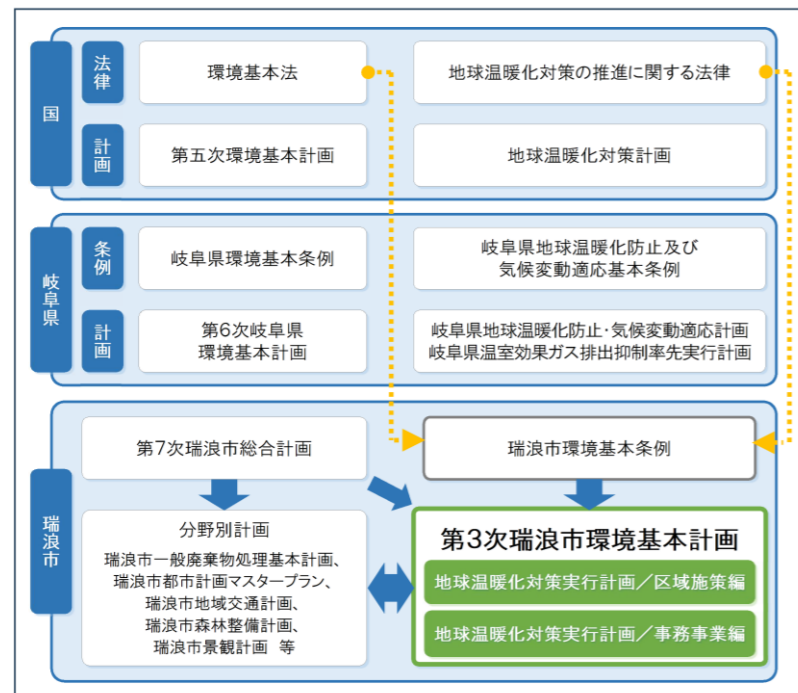 国
法律
環境基本法
地球温暖化対策の推進に関する法律
計画
第五次環境基本計画
地球温暖化対策計画
岐阜県
条例
岐阜県環境基本条例
岐阜県地球温暖化防止及び
気候変動適応基本条例
計画
第6次岐阜県
環境基本計画
岐阜県地球温暖化防止・気候変動適応計画
岐阜県温室効果ガス排出抑制率先実行計画
瑞浪市
第7次瑞浪市総合計画
瑞浪市環境基本条例
分野別計画
瑞浪市一般廃棄物処理基本計画、
瑞浪市都市計画マスタープラン、
瑞浪市地域交通計画、
瑞浪市森林整備計画、
瑞浪市景観計画 等
第3次瑞浪市環境基本計画
地球温暖化対策実行計画／区域施策編
地球温暖化対策実行計画／事務事業編